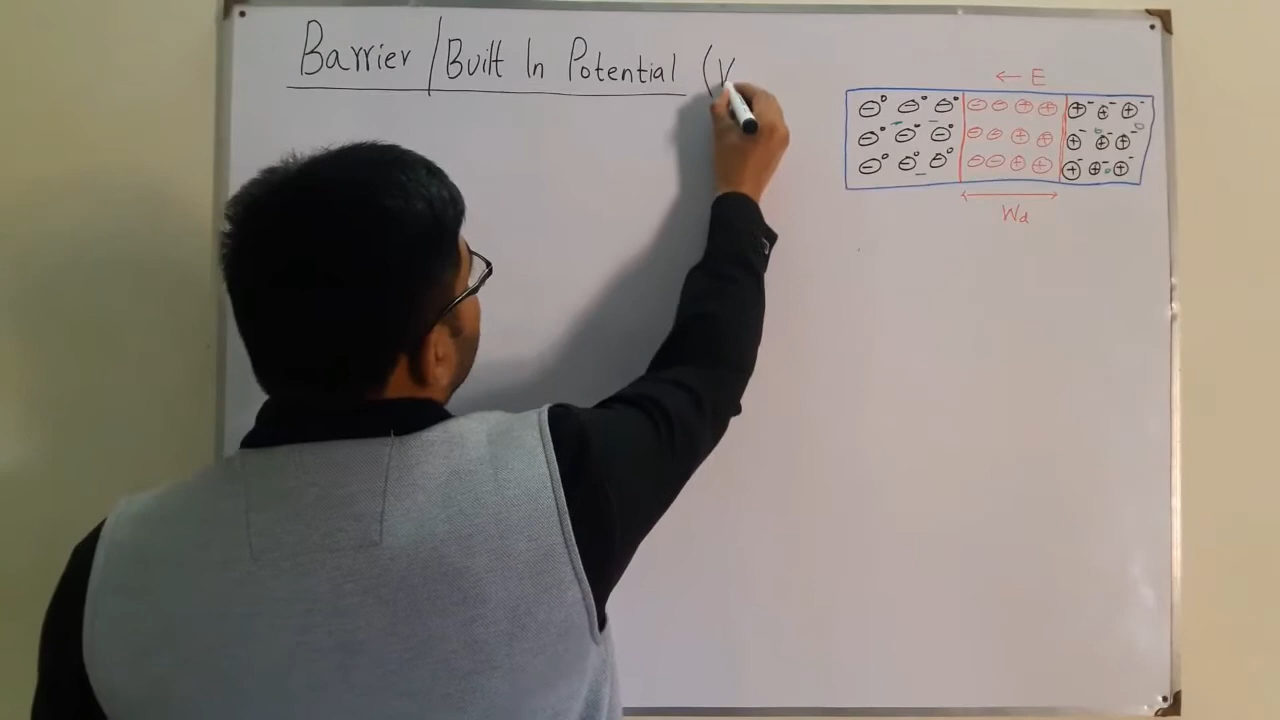 Barrier / Built In Potential (V
← E
Wd